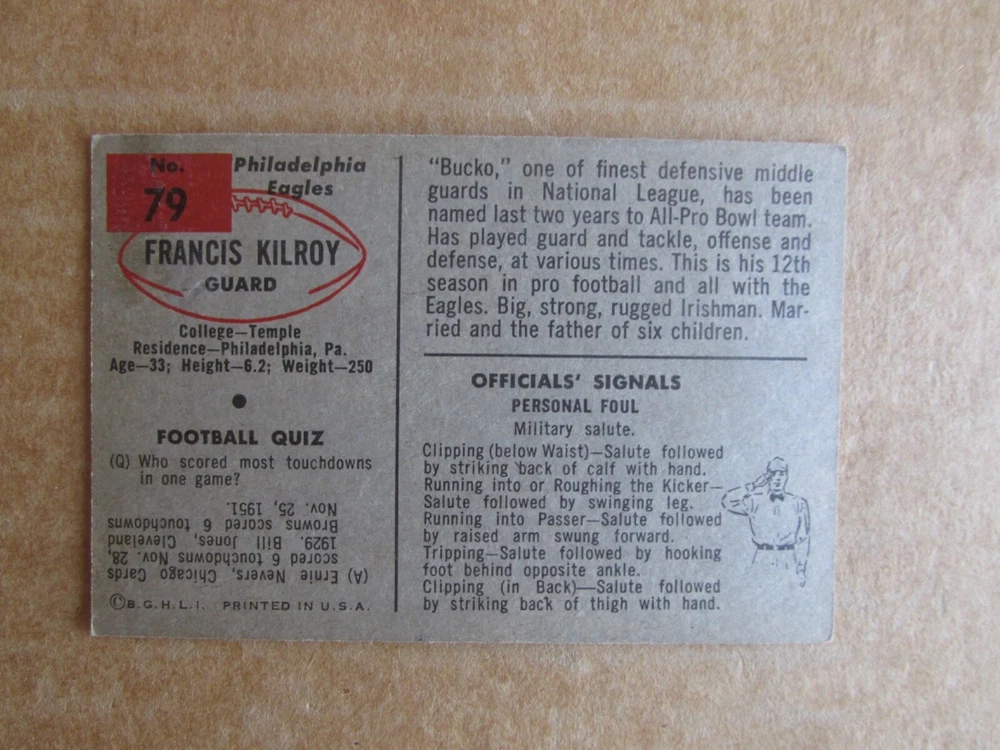 No.
79
Philadelphia
Eagles
FRANCIS KILROY
GUARD
College—Temple
Residence—Philadelphia, Pa.
Age—33; Height—6.2; Weight—250
FOOTBALL QUIZ
(Q) Who scored most touchdowns
in one game?
(A) Ernie Nevers, Chicago Cards
scored 6 touchdowns Nov. 28,
1929. Bill Jones, Cleveland
Browns scored 6 touchdowns
Nov. 25, 1951.
©B.G.H.L.I. PRINTED IN U.S.A.
"Bucko," one of finest defensive middle
guards in National League, has been
named last two years to All-Pro Bowl team.
Has played guard and tackle, offense and
defense, at various times. This is his 12th
season in pro football and all with the
Eagles. Big, strong, rugged Irishman. Mar-
ried and the father of six children.
OFFICIALS' SIGNALS
PERSONAL FOUL
Military salute.
Clipping (below Waist)—Salute followed
by striking back of calf with hand.
Running into or Roughing the Kicker—
Salute followed by swinging leg.
Running into Passer—Salute followed
by raised arm swung forward.
Tripping—Salute followed by hooking
foot behind opposite ankle.
Clipping (in Back)—Salute followed
by striking back of thigh with hand.